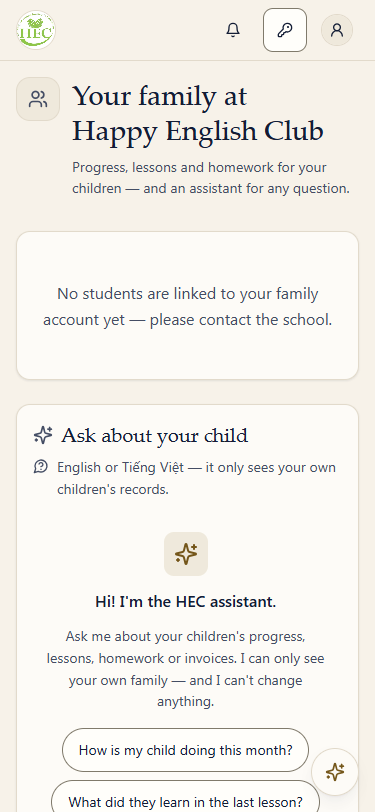 HEC
Your family at
Happy English Club
Progress, lessons and homework for your
children — and an assistant for any question.
No students are linked to your family
account yet — please contact the school.
Ask about your child
English or Tiếng Việt — it only sees your own
children's records.
Hi! I'm the HEC assistant.
Ask me about your children's progress,
lessons, homework or invoices. I can only see
your own family — and I can't change
anything.
How is my child doing this month?
What did they learn in the last lesson?